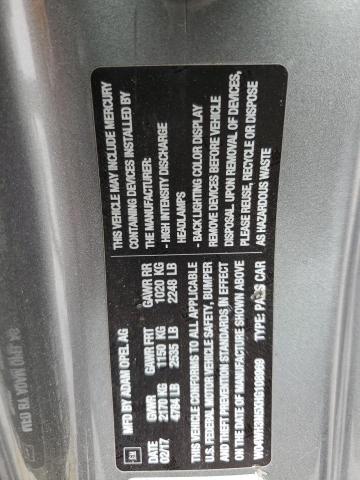 THIS VEHICLE MAY INCLUDE MERCURY
CONTAINING DEVICES INSTALLED BY
THE MANUFACTURER:
- HIGH INTENSITY DISCHARGE
HEADLAMPS
- BACK LIGHTING COLOR DISPLAY
REMOVE DEVICES BEFORE VEHICLE
DISPOSAL. UPON REMOVAL OF DEVICES,
PLEASE REUSE, RECYCLE OR DISPOSE
AS HAZARDOUS WASTE
GM
MFD BY ADAM OPEL AG
02/17 GVWR GAWR FRT GAWR RR
2170 KG 1150 KG 1020 KG
4784 LB 2535 LB 2248 LB
THIS VEHICLE CONFORMS TO ALL APPLICABLE
U.S. FEDERAL MOTOR VEHICLE SAFETY, BUMPER
AND THEFT PREVENTION STANDARDS IN EFFECT
ON THE DATE OF MANUFACTURE SHOWN ABOVE
TYPE: PASS CAR